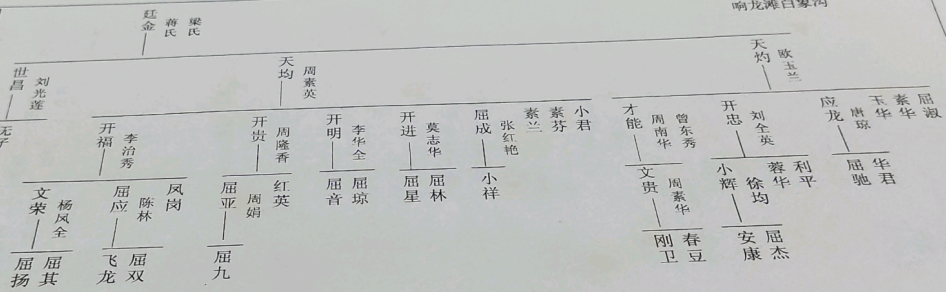 响龙滩白象沟
廷金
蒋氏
梁氏
世昌
刘光莲
天均
周素英
天灼
欧玉兰
无子
开福
李治秀
开贵
周隆香
开明
李华全
开进
莫志华
屈成
张红艳
素兰
素芬
小君
才能
周南华
曾东秀
开忠
刘全英
应龙
唐琼
玉华
素华
屈淑
文荣
杨凤全
屈应
陈林
凤岗
屈亚
周娟
红英
屈音
屈琼
屈星
屈林
小祥
文贵
周素华
小辉
徐均
蓉华
利平
屈驰
华君
屈扬
屈其
飞龙
屈双
屈九
刚卫
春豆
安康
屈杰